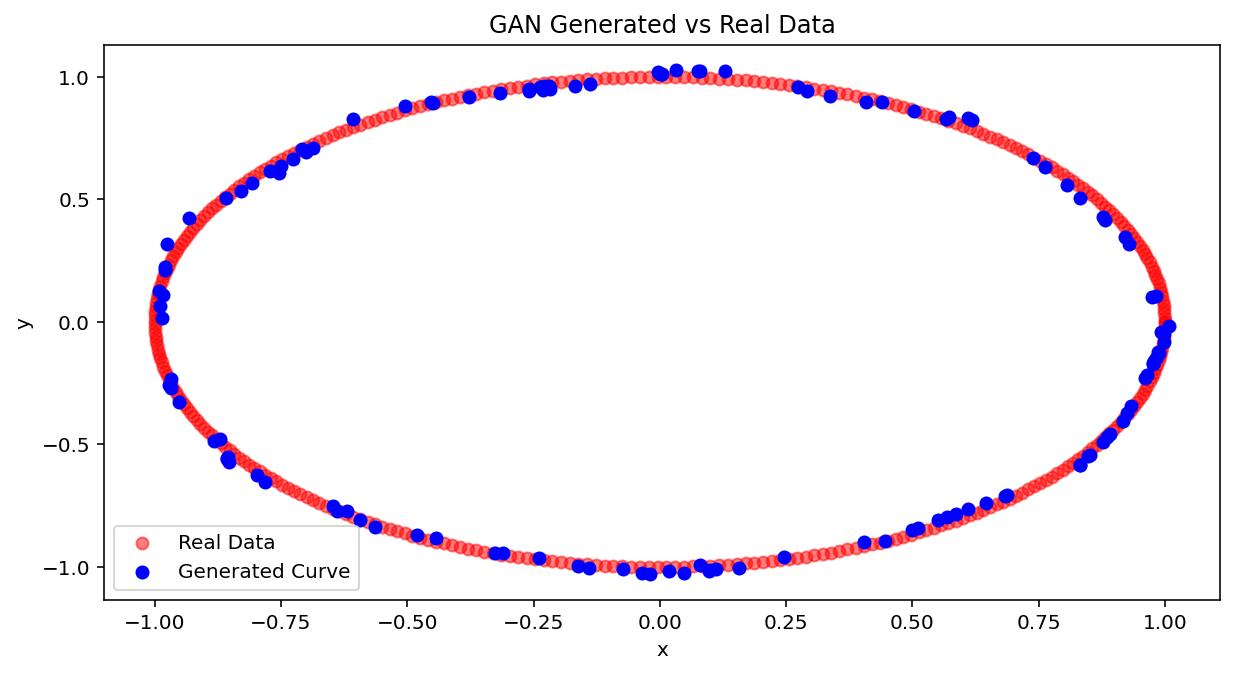 GAN Generated vs Real Data
1.0
0.5
0.0
−0.5
−1.0
y
Real Data
Generated Curve
−1.00 −0.75 −0.50 −0.25 0.00 0.25 0.50 0.75 1.00
x